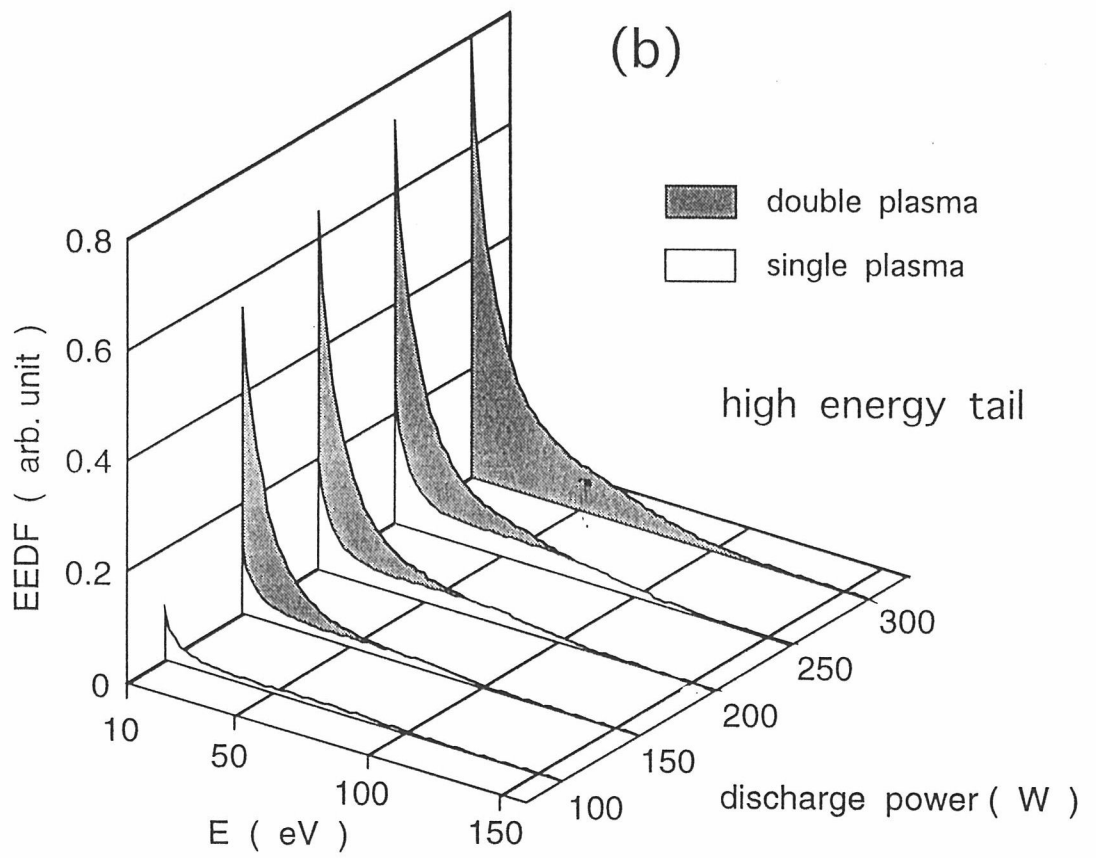 (b)
double plasma
single plasma
high energy tail
EEDF ( arb. unit )
0.8
0.6
0.4
0.2
0
10
50
100
150
E ( eV )
100
150
200
250
300
discharge power ( W )